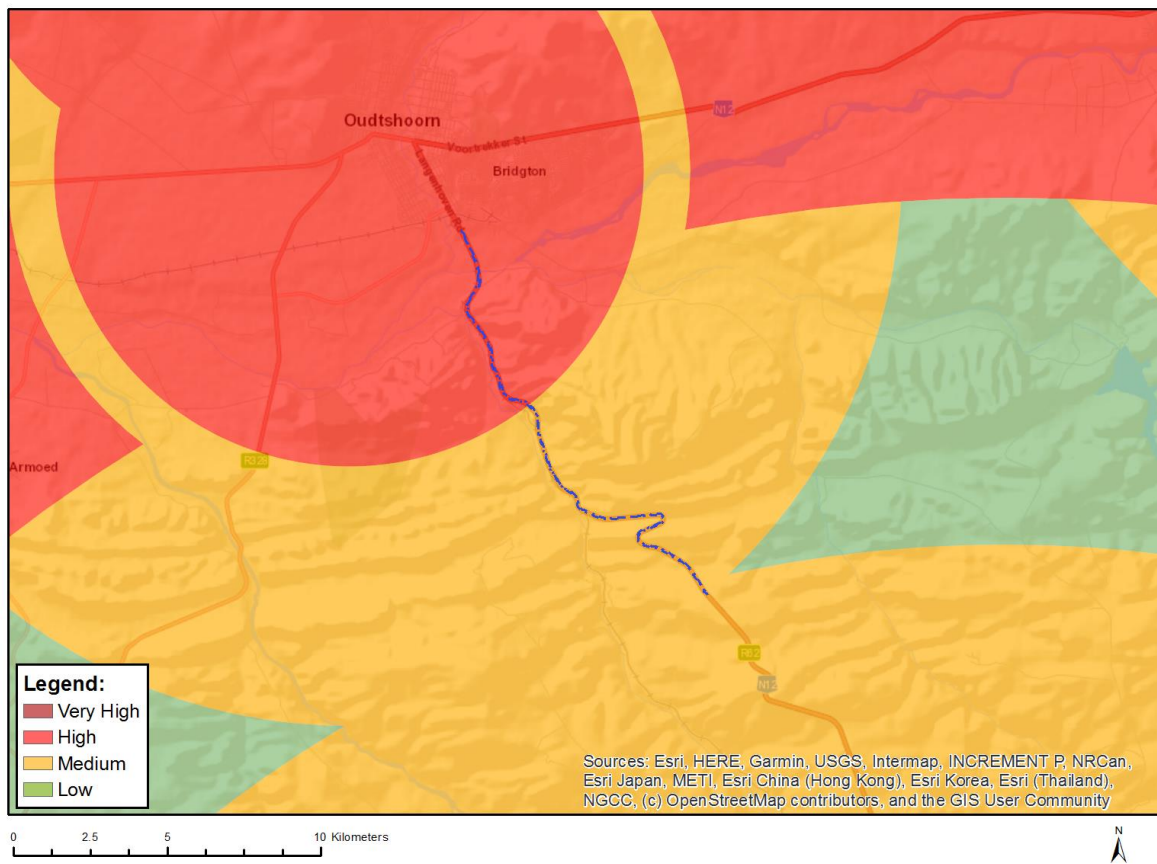 N12
Oudtshoorn
Voortrekker St
Bridgton
Langenhoven Rd
Armoed
R328
R62
N12
Legend:
Very High
High
Medium
Low
Sources: Esri, HERE, Garmin, USGS, Intermap, INCREMENT P, NRCan,
Esri Japan, METI, Esri China (Hong Kong), Esri Korea, Esri (Thailand),
NGCC, (c) OpenStreetMap contributors, and the GIS User Community
0 2.5 5 10 Kilometers
N